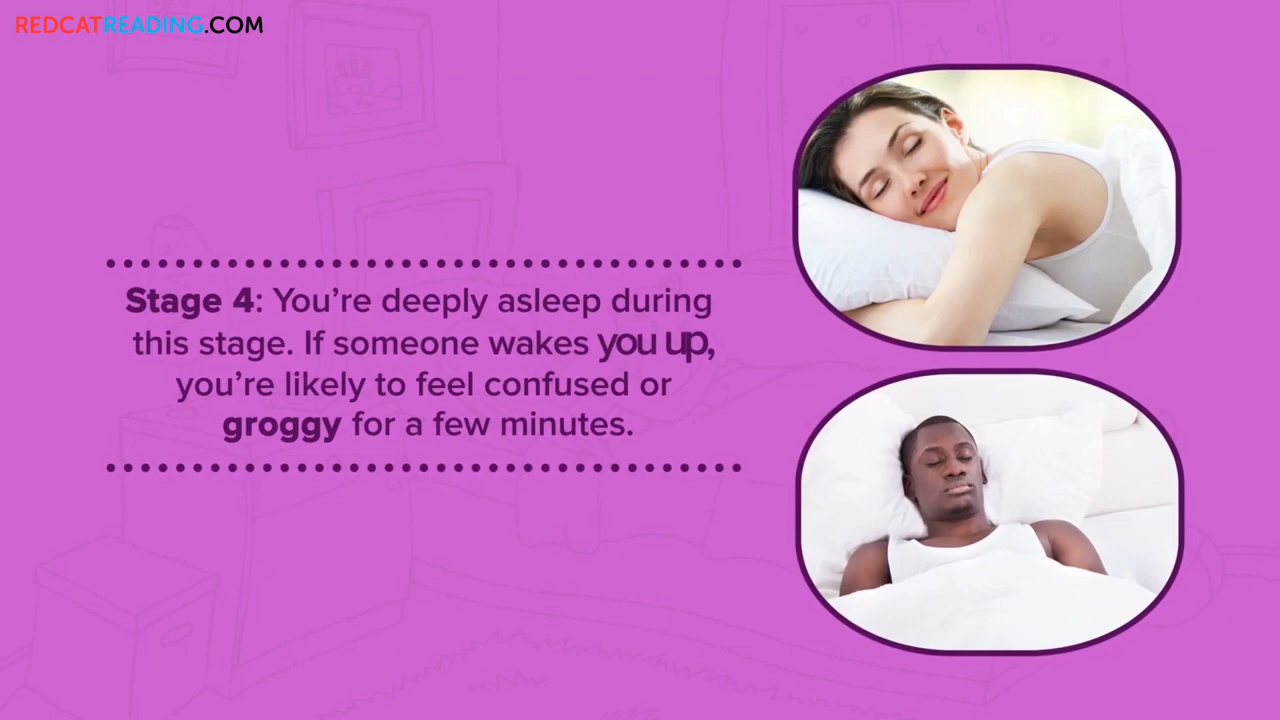 REDCATREADING.COM
Stage 4: You’re deeply asleep during
this stage. If someone wakes you up,
you’re likely to feel confused or
groggy for a few minutes.